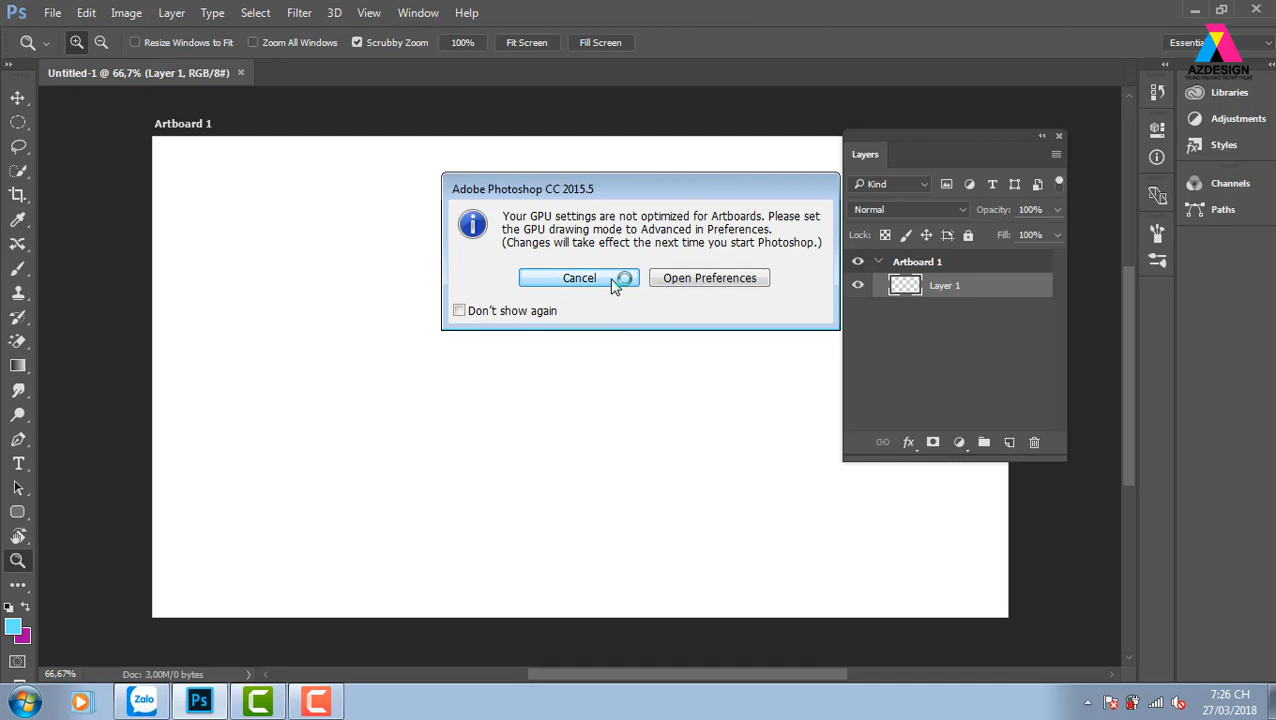 Ps File Edit Image Layer Type Select Filter 3D View Window Help
Resize Windows to Fit Zoom All Windows Scrubby Zoom 100% Fit Screen Fill Screen
AZDESIGN
Untitled-1 @ 66,7% (Layer 1, RGB/8#)
Artboard 1
Adobe Photoshop CC 2015.5
Your GPU settings are not optimized for Artboards. Please set
the GPU drawing mode to Advanced in Preferences.
(Changes will take effect the next time you start Photoshop.)
Cancel Open Preferences
Don't show again
Layers
Kind
Normal Opacity: 100%
Lock: Fill: 100%
Artboard 1
Layer 1
fx
Libraries
Adjustments
Styles
Channels
Paths
66,67% Doc: 3,00M/0 bytes
Zalo Ps
7:26 CH
27/03/2018